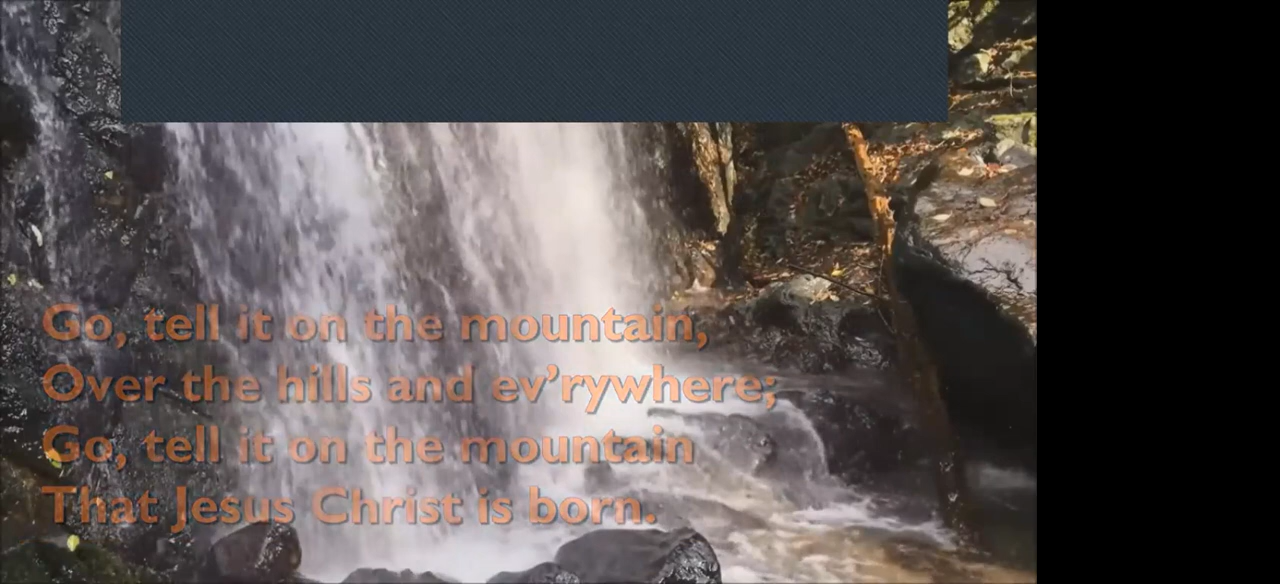 Go, tell it on the mountain,
Over the hills and ev’rywhere;
Go, tell it on the mountain
That Jesus Christ is born.